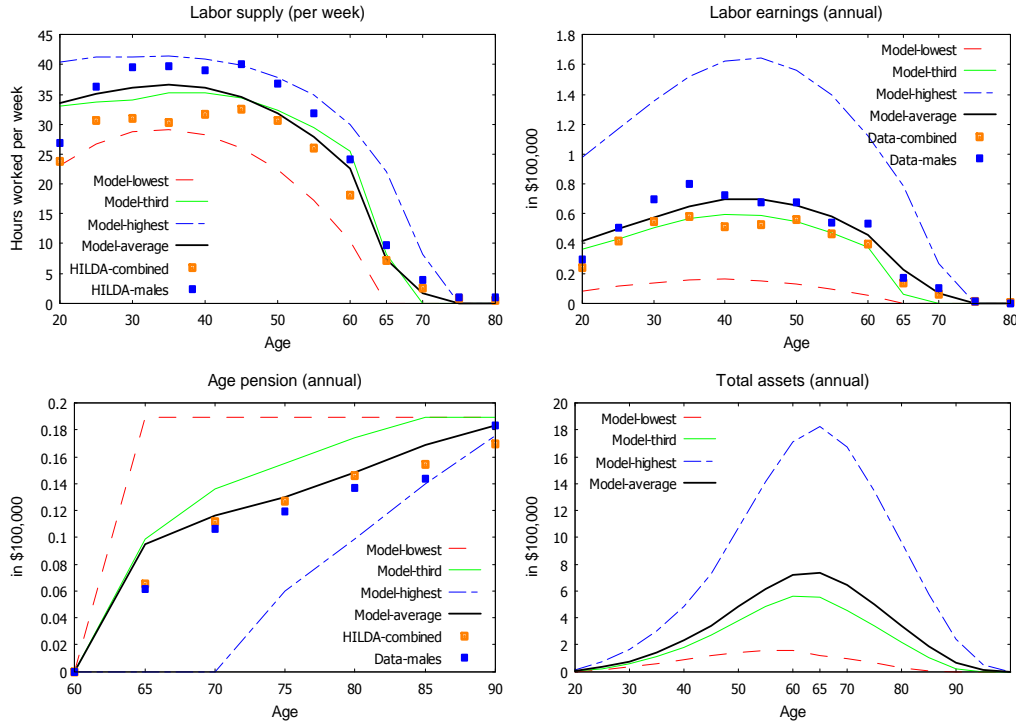 Labor supply (per week)
45
40
35
30
25
20
15
10
5
0
Hours worked per week
Model-lowest
Model-third
Model-highest
Model-average
HILDA-combined
HILDA-males
20 30 40 50 60 65 70 80
Age
Labor earnings (annual)
1.8
1.6
1.4
1.2
1
0.8
0.6
0.4
0.2
0
in $100,000
Model-lowest
Model-third
Model-highest
Model-average
Data-combined
Data-males
20 30 40 50 60 65 70 80
Age
Age pension (annual)
0.2
0.18
0.16
0.14
0.12
0.1
0.08
0.06
0.04
0.02
0
in $100,000
Model-lowest
Model-third
Model-highest
Model-average
HILDA-combined
Data-males
60 65 70 75 80 85 90
Age
Total assets (annual)
20
18
16
14
12
10
8
6
4
2
0
in $100,000
Model-lowest
Model-third
Model-highest
Model-average
20 30 40 50 60 65 70 80 90
Age